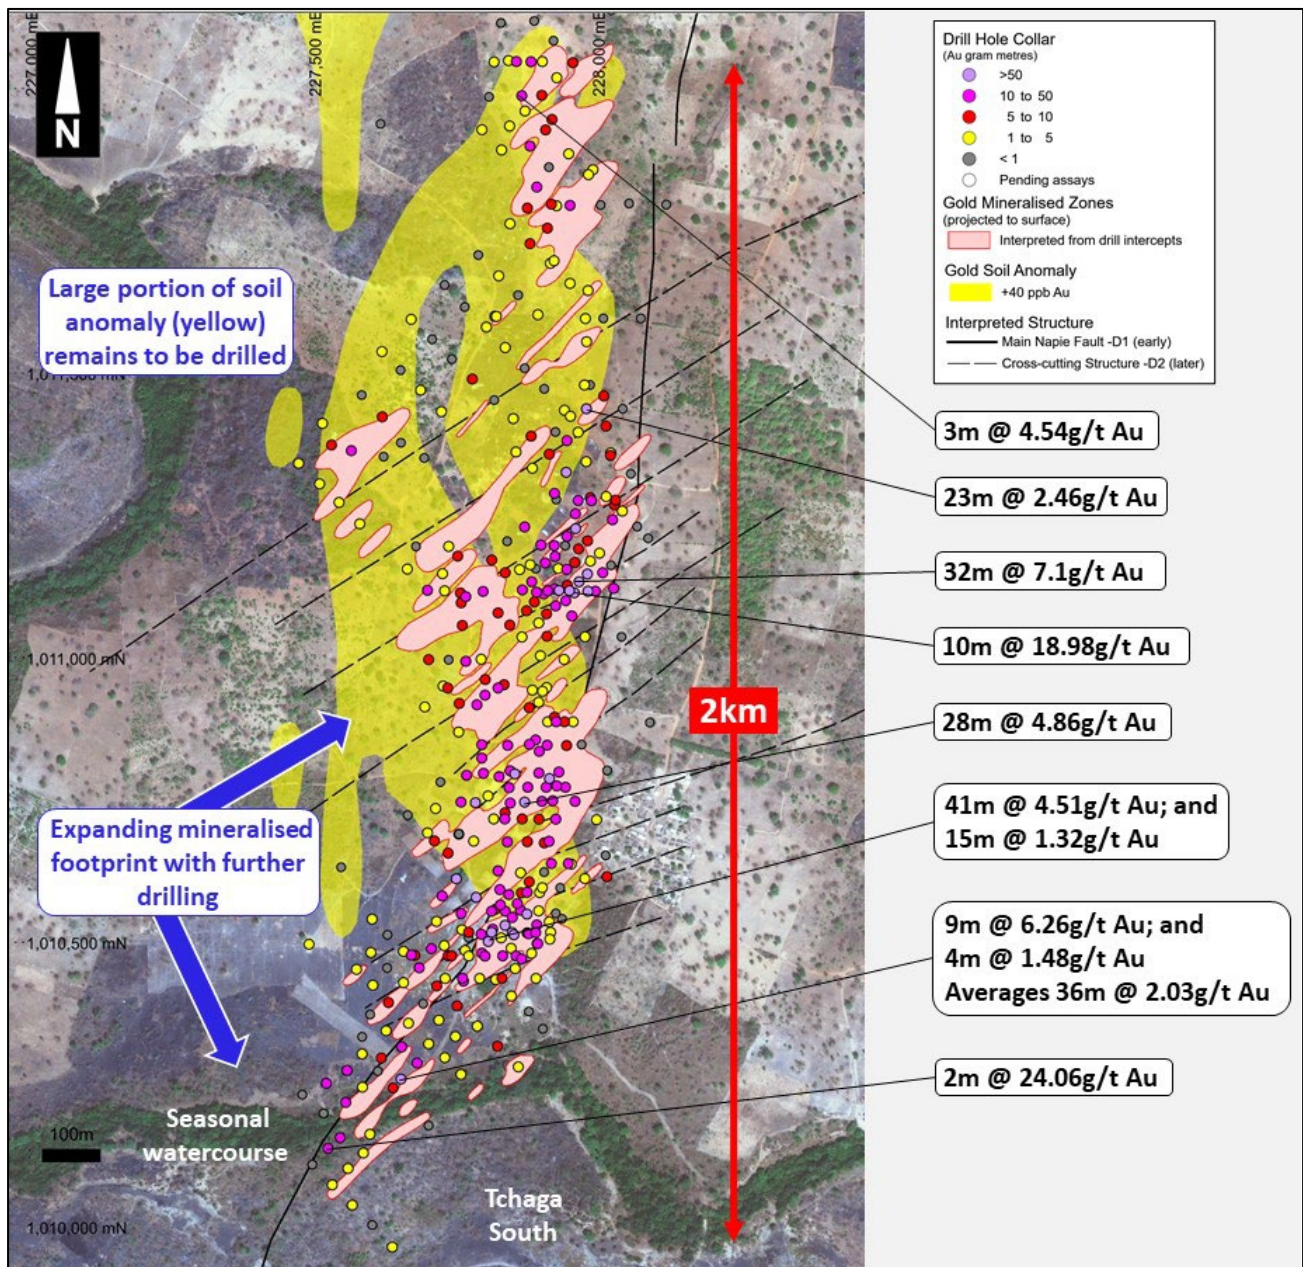 227,000 mE
227,500 mE
228,000 mE
N
Large portion of soil
anomaly (yellow)
remains to be drilled
1,011,500 mN
1,011,000 mN
Expanding mineralised
footprint with further
drilling
1,010,500 mN
Seasonal
watercourse
100m
1,010,000 mN
Tchaga
South
2km
Drill Hole Collar
(Au gram metres)
>50
10 to 50
5 to 10
1 to 5
< 1
Pending assays
Gold Mineralised Zones
(projected to surface)
Interpreted from drill intercepts
Gold Soil Anomaly
+40 ppb Au
Interpreted Structure
Main Napie Fault -D1 (early)
Cross-cutting Structure -D2 (later)
3m @ 4.54g/t Au
23m @ 2.46g/t Au
32m @ 7.1g/t Au
10m @ 18.98g/t Au
28m @ 4.86g/t Au
41m @ 4.51g/t Au; and
15m @ 1.32g/t Au
9m @ 6.26g/t Au; and
4m @ 1.48g/t Au
Averages 36m @ 2.03g/t Au
2m @ 24.06g/t Au